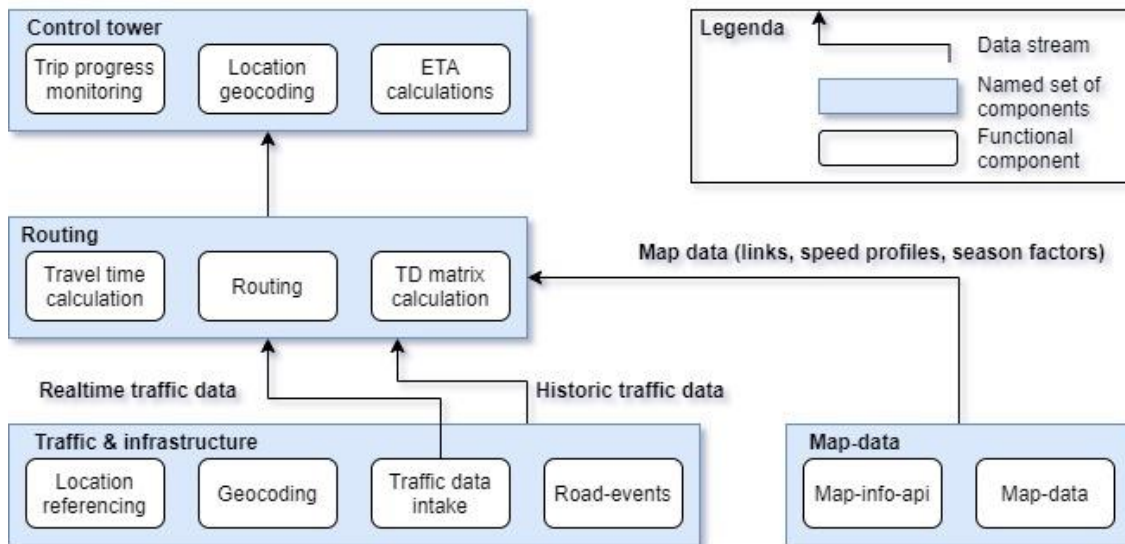 Control tower
Trip progress
monitoring
Location
geocoding
ETA
calculations
Legenda
Data stream
Named set of
components
Functional
component
Routing
Travel time
calculation
Routing
TD matrix
calculation
Map data (links, speed profiles, season factors)
Realtime traffic data
Historic traffic data
Traffic & infrastructure
Location
referencing
Geocoding
Traffic data
intake
Road-events
Map-data
Map-info-api
Map-data